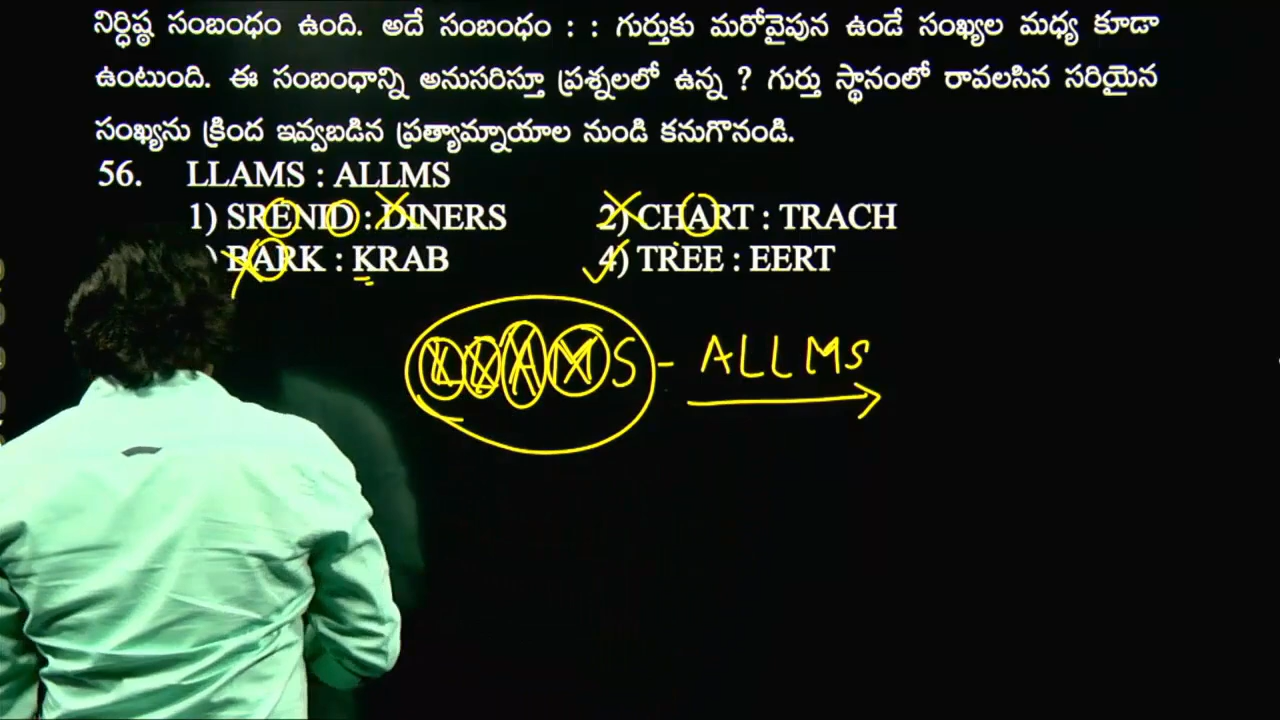 నిర్ధిష్ఠ సంబంధం ఉంది. అదే సంబంధం : : గుర్తుకు మరోవైపున ఉండే సంఖ్యల మధ్య కూడా
ఉంటుంది. ఈ సంబంధాన్ని అనుసరిస్తూ ప్రశ్నలలో ఉన్న ? గుర్తు స్థానంలో రావలసిన సరియైన
సంఖ్యను క్రింద ఇవ్వబడిన ప్రత్యామ్నాయాల నుండి కనుగొనండి.
56. LLAMS : ALLMS
1) SRENID : DINERS 2) CHART : TRACH
) BARK : KRAB 4) TREE : EERT
LLAMS - ALLMS